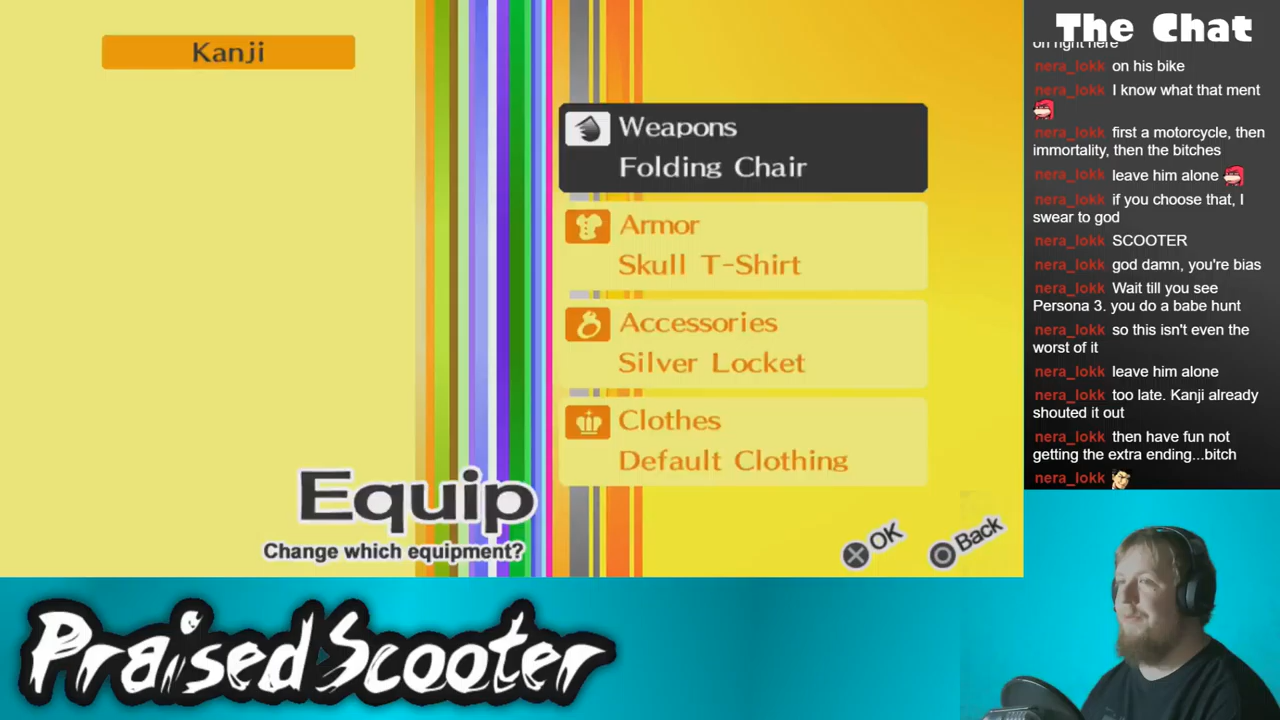 Kanji
Weapons
Folding Chair
Armor
Skull T-Shirt
Accessories
Silver Locket
Clothes
Default Clothing
Equip
Change which equipment?
OK
Back
The Chat
on right here
nera_lokk on his bike
nera_lokk I know what that ment
nera_lokk first a motorcycle, then
immortality, then the bitches
nera_lokk leave him alone
nera_lokk if you choose that, I
swear to god
nera_lokk SCOOTER
nera_lokk god damn, you're bias
nera_lokk Wait till you see
Persona 3. you do a babe hunt
nera_lokk so this isn't even the
worst of it
nera_lokk leave him alone
nera_lokk too late. Kanji already
shouted it out
nera_lokk then have fun not
getting the extra ending...bitch
nera_lokk
PraisedScooter